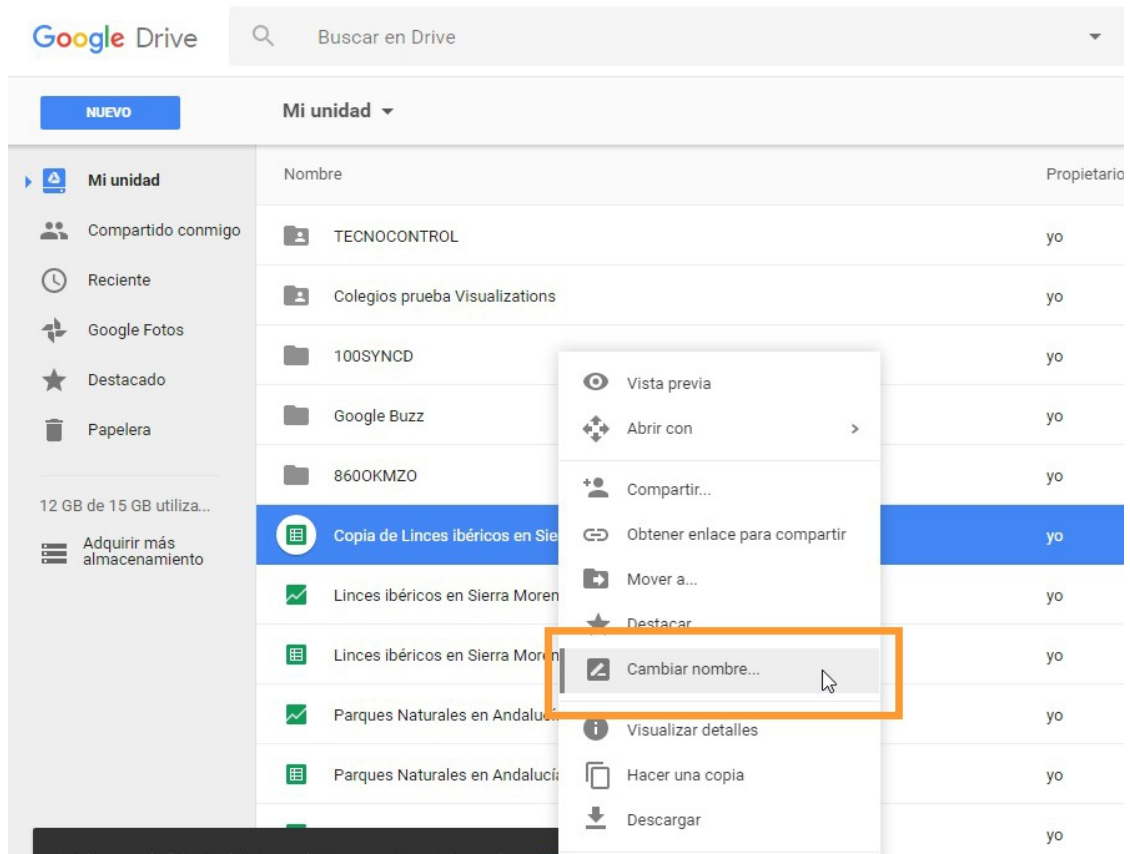 Google Drive
Buscar en Drive
NUEVO
Mi unidad
Mi unidad
Compartido conmigo
Reciente
Google Fotos
Destacado
Papelera
12 GB de 15 GB utiliza...
Adquirir más
almacenamiento
Nombre Propietario
TECNOCONTROL yo
Colegios prueba Visualizations yo
100SYNCD yo
Google Buzz yo
860OKMZO yo
Copia de Linces ibéricos en Sie yo
Linces ibéricos en Sierra Moren yo
Linces ibéricos en Sierra Moren yo
Parques Naturales en Andalucí yo
Parques Naturales en Andalucía yo
yo
Vista previa
Abrir con
Compartir...
Obtener enlace para compartir
Mover a...
Destacar
Cambiar nombre...
Visualizar detalles
Hacer una copia
Descargar